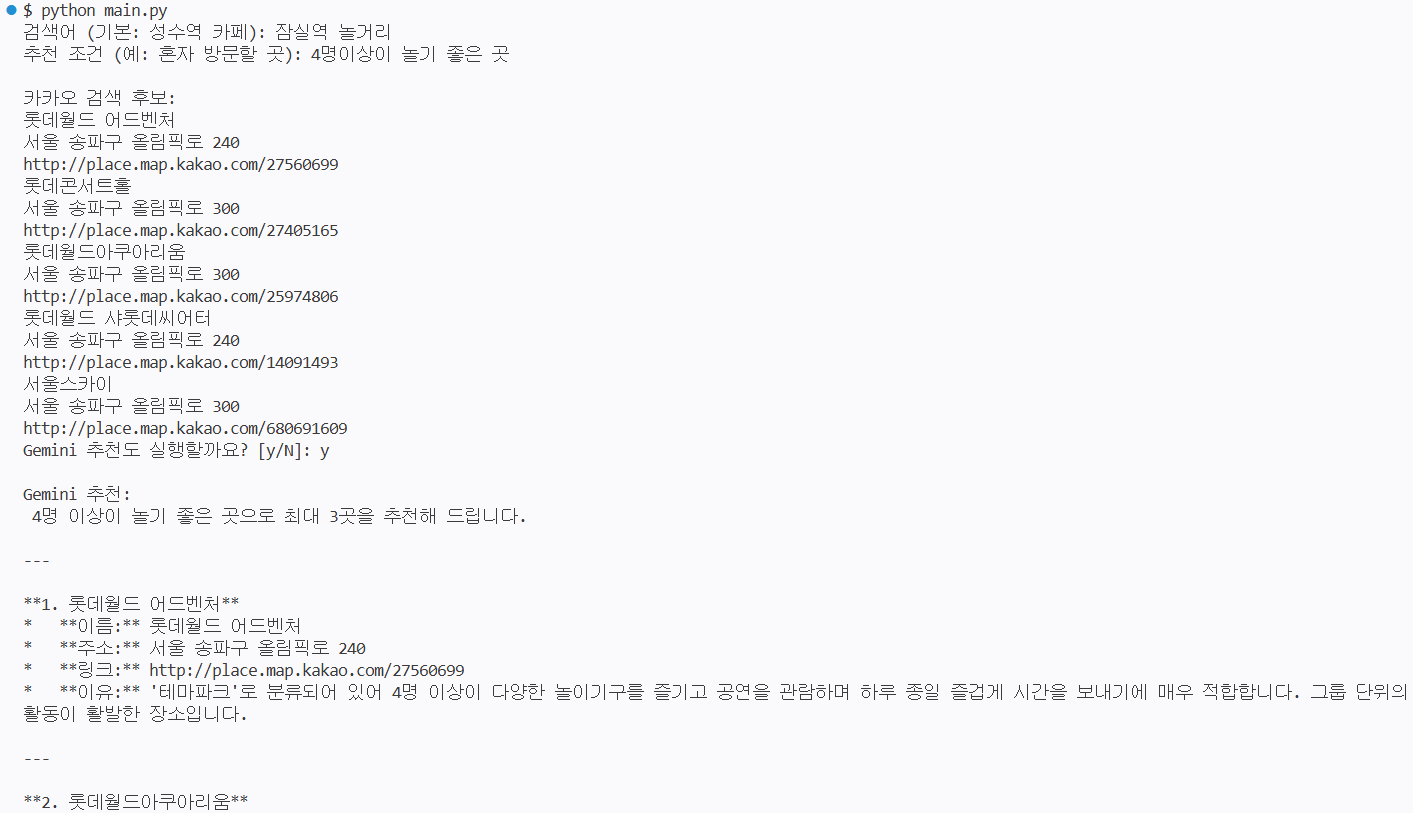 $ python main.py
검색어 (기본: 성수역 카페): 잠실역 놀거리
추천 조건 (예: 혼자 방문할 곳): 4명이상이 놀기 좋은 곳
카카오 검색 후보:
롯데월드 어드벤처
서울 송파구 올림픽로 240
http://place.map.kakao.com/27560699
롯데콘서트홀
서울 송파구 올림픽로 300
http://place.map.kakao.com/27405165
롯데월드아쿠아리움
서울 송파구 올림픽로 300
http://place.map.kakao.com/25974806
롯데월드 샤롯데씨어터
서울 송파구 올림픽로 240
http://place.map.kakao.com/14091493
서울스카이
서울 송파구 올림픽로 300
http://place.map.kakao.com/680691609
Gemini 추천도 실행할까요? [y/N]: y
Gemini 추천:
4명 이상이 놀기 좋은 곳으로 최대 3곳을 추천해 드립니다.
---
**1. 롯데월드 어드벤처**
*   **이름:** 롯데월드 어드벤처
*   **주소:** 서울 송파구 올림픽로 240
*   **링크:** http://place.map.kakao.com/27560699
*   **이유:** '테마파크'로 분류되어 있어 4명 이상이 다양한 놀이기구를 즐기고 공연을 관람하며 하루 종일 즐겁게 시간을 보내기에 매우 적합합니다. 그룹 단위의
활동이 활발한 장소입니다.
---
**2. 롯데월드아쿠아리움**